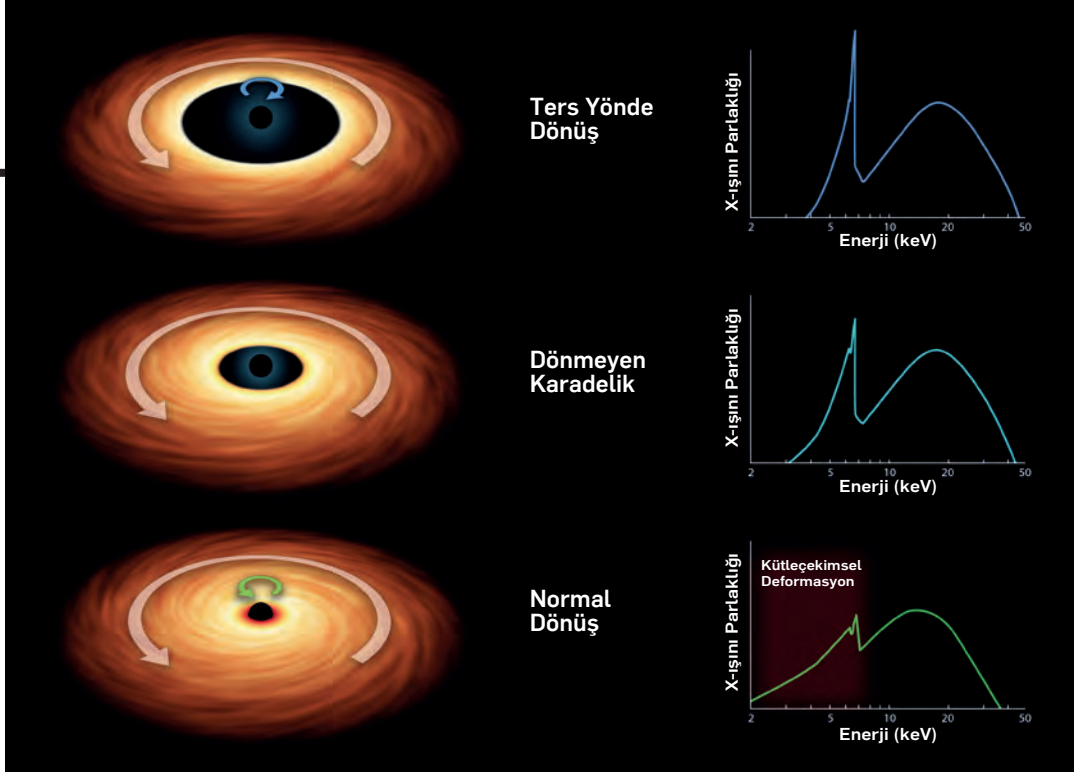 Ters Yönde
Dönüş
X-ışını Parlaklığı
2 5 10 20 50
Enerji (keV)
Dönmeyen
Karadelik
X-ışını Parlaklığı
2 5 10 20 50
Enerji (keV)
Normal
Dönüş
X-ışını Parlaklığı
Kütleçekimsel
Deformasyon
2 5 10 20 50
Enerji (keV)